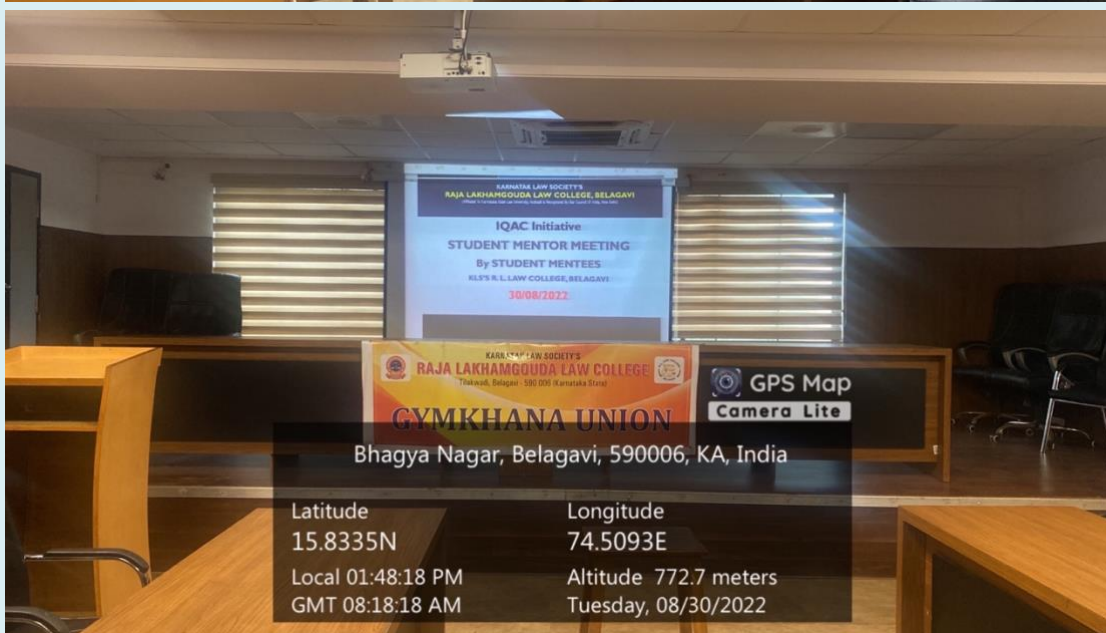 KARNATAK LAW SOCIETY'S
RAJA LAKHAMGOUDA LAW COLLEGE, BELAGAVI
IQAC Initiative
STUDENT MENTOR MEETING
By STUDENT MENTEES
KLS'S R. L. LAW COLLEGE, BELAGAVI
30/08/2022
KARNATAK LAW SOCIETY'S
RAJA LAKHAMGOUDA LAW COLLEGE
Tilakwadi, Belagavi - 590 006 (Karnataka State)
GYMKHANA UNION
GPS Map
Camera Lite
Bhagya Nagar, Belagavi, 590006, KA, India
Latitude
15.8335N
Longitude
74.5093E
Local 01:48:18 PM
GMT 08:18:18 AM
Altitude 772.7 meters
Tuesday, 08/30/2022